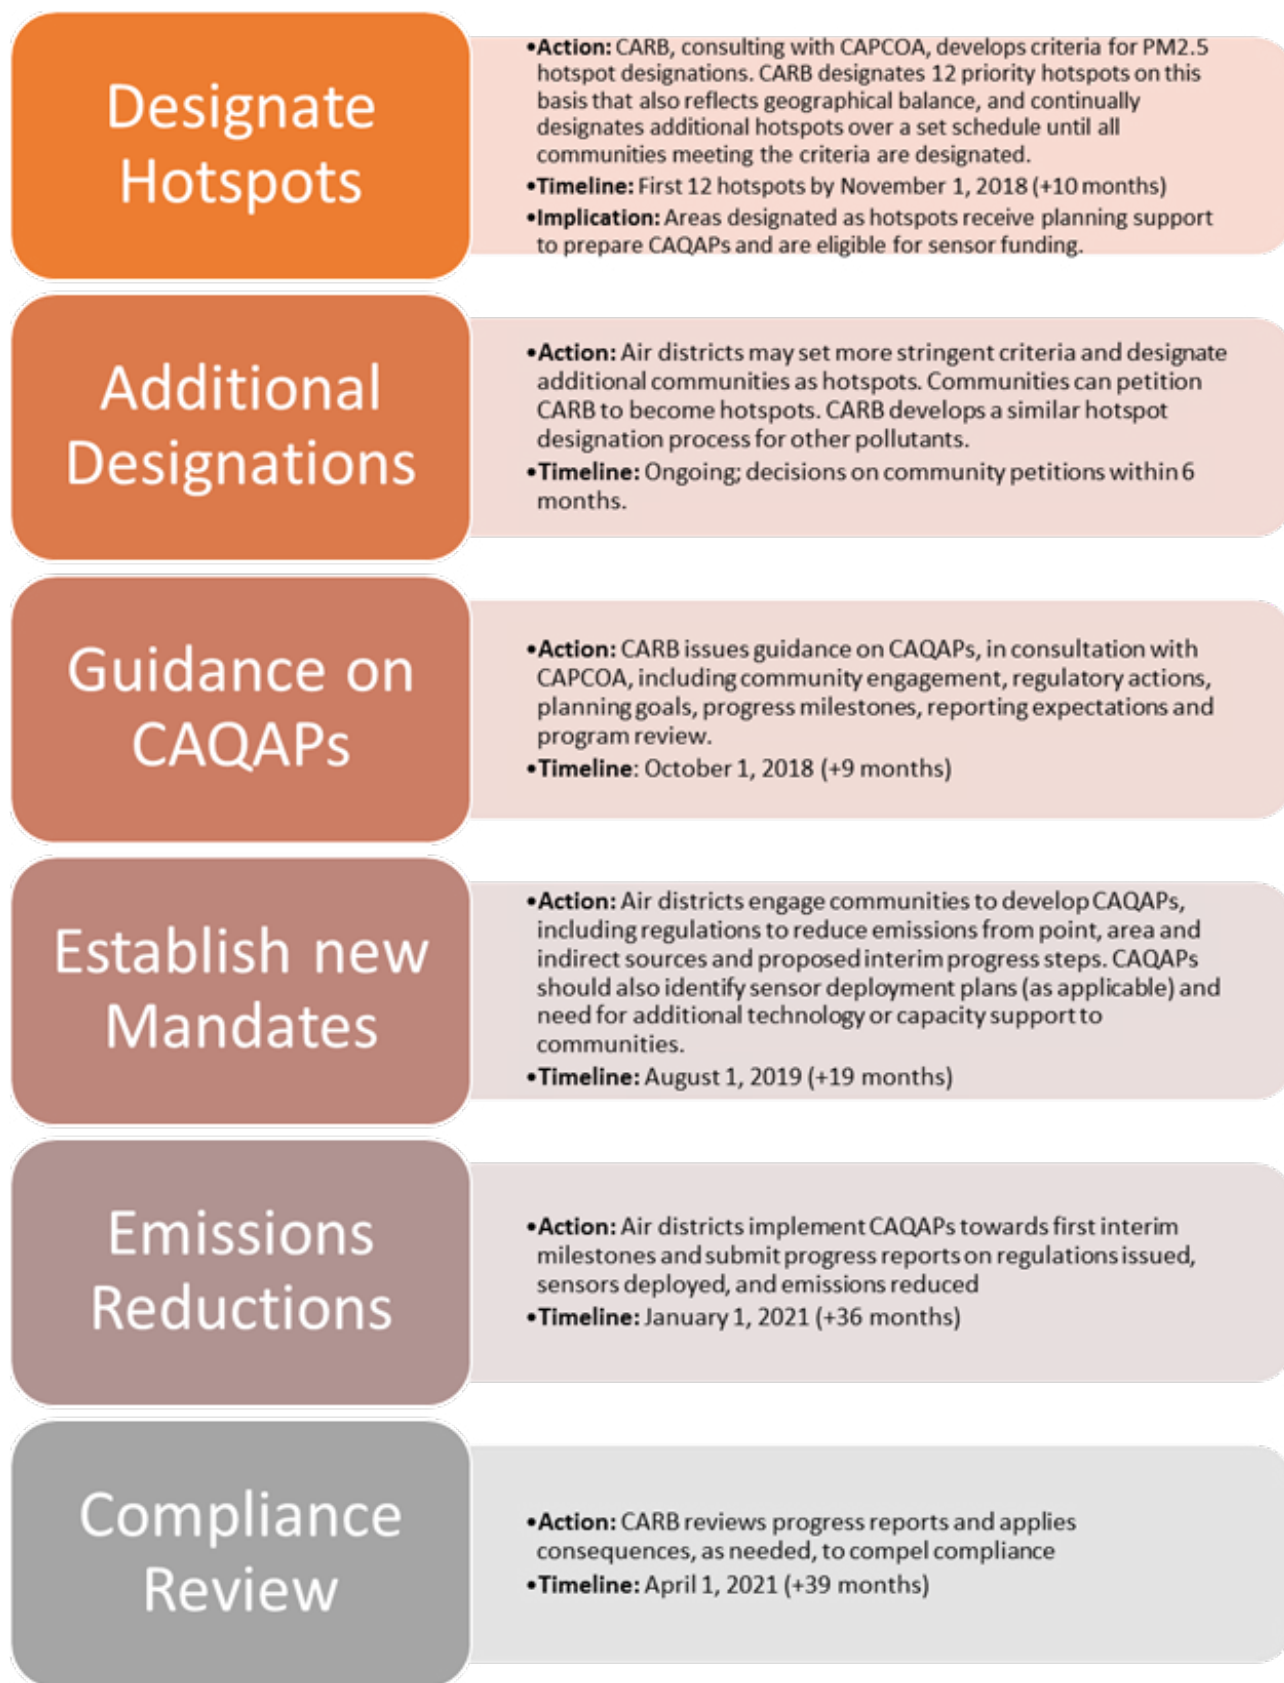 Designate
Hotspots
•Action: CARB, consulting with CAPCOA, develops criteria for PM2.5
hotspot designations. CARB designates 12 priority hotspots on this
basis that also reflects geographical balance, and continually
designates additional hotspots over a set schedule until all
communities meeting the criteria are designated.
•Timeline: First 12 hotspots by November 1, 2018 (+10 months)
•Implication: Areas designated as hotspots receive planning support
to prepare CAQAPs and are eligible for sensor funding.
Additional
Designations
•Action: Air districts may set more stringent criteria and designate
additional communities as hotspots. Communities can petition
CARB to become hotspots. CARB develops a similar hotspot
designation process for other pollutants.
•Timeline: Ongoing; decisions on community petitions within 6
months.
Guidance on
CAQAPs
•Action: CARB issues guidance on CAQAPs, in consultation with
CAPCOA, including community engagement, regulatory actions,
planning goals, progress milestones, reporting expectations and
program review.
•Timeline: October 1, 2018 (+9 months)
Establish new
Mandates
•Action: Air districts engage communities to develop CAQAPs,
including regulations to reduce emissions from point, area and
indirect sources and proposed interim progress steps. CAQAPs
should also identify sensor deployment plans (as applicable) and
need for additional technology or capacity support to
communities.
•Timeline: August 1, 2019 (+19 months)
Emissions
Reductions
•Action: Air districts implement CAQAPs towards first interim
milestones and submit progress reports on regulations issued,
sensors deployed, and emissions reduced
•Timeline: January 1, 2021 (+36 months)
Compliance
Review
•Action: CARB reviews progress reports and applies
consequences, as needed, to compel compliance
•Timeline: April 1, 2021 (+39 months)